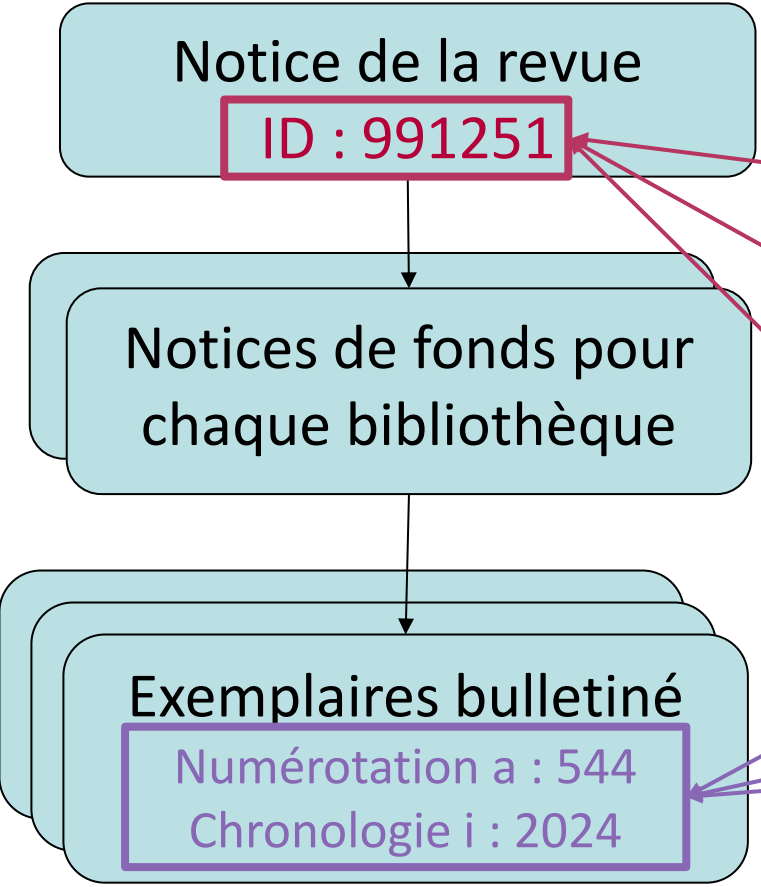 Notice de la revue
ID : 991251
Notices de fonds pour
chaque bibliothèque
Exemplaires bulletiné
Numérotation a : 544
Chronologie i : 2024